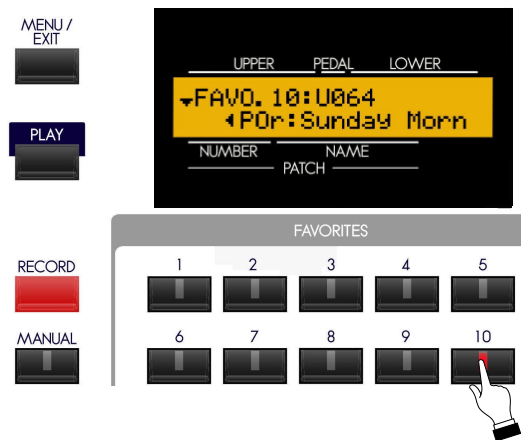 MENU /
EXIT
UPPER PEDAL LOWER
FAVO. 10:U064
POr:Sunday Morn
PLAY
NUMBER NAME
PATCH
FAVORITES
RECORD
1 2 3 4 5
MANUAL
6 7 8 9 10